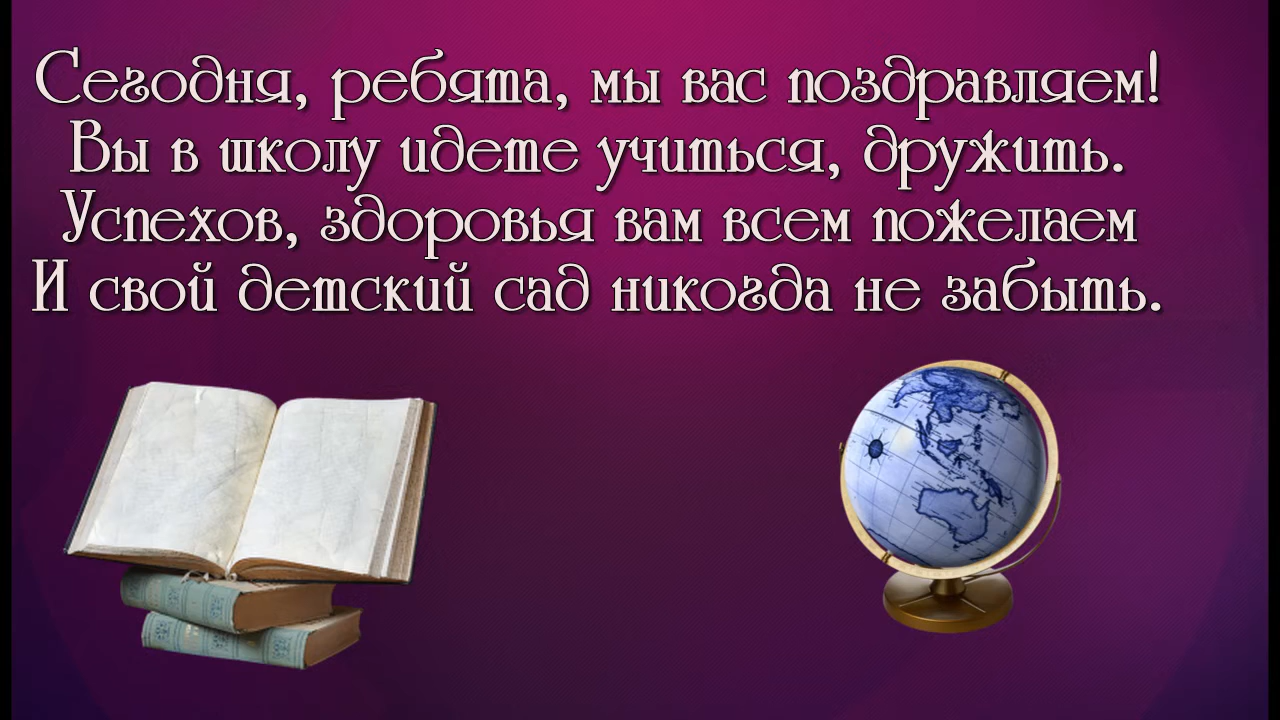 Сегодня, ребята, мы вас поздравляем!
Вы в школу идете учиться, дружить.
Успехов, здоровья вам всем пожелаем
И свой детский сад никогда не забыть.